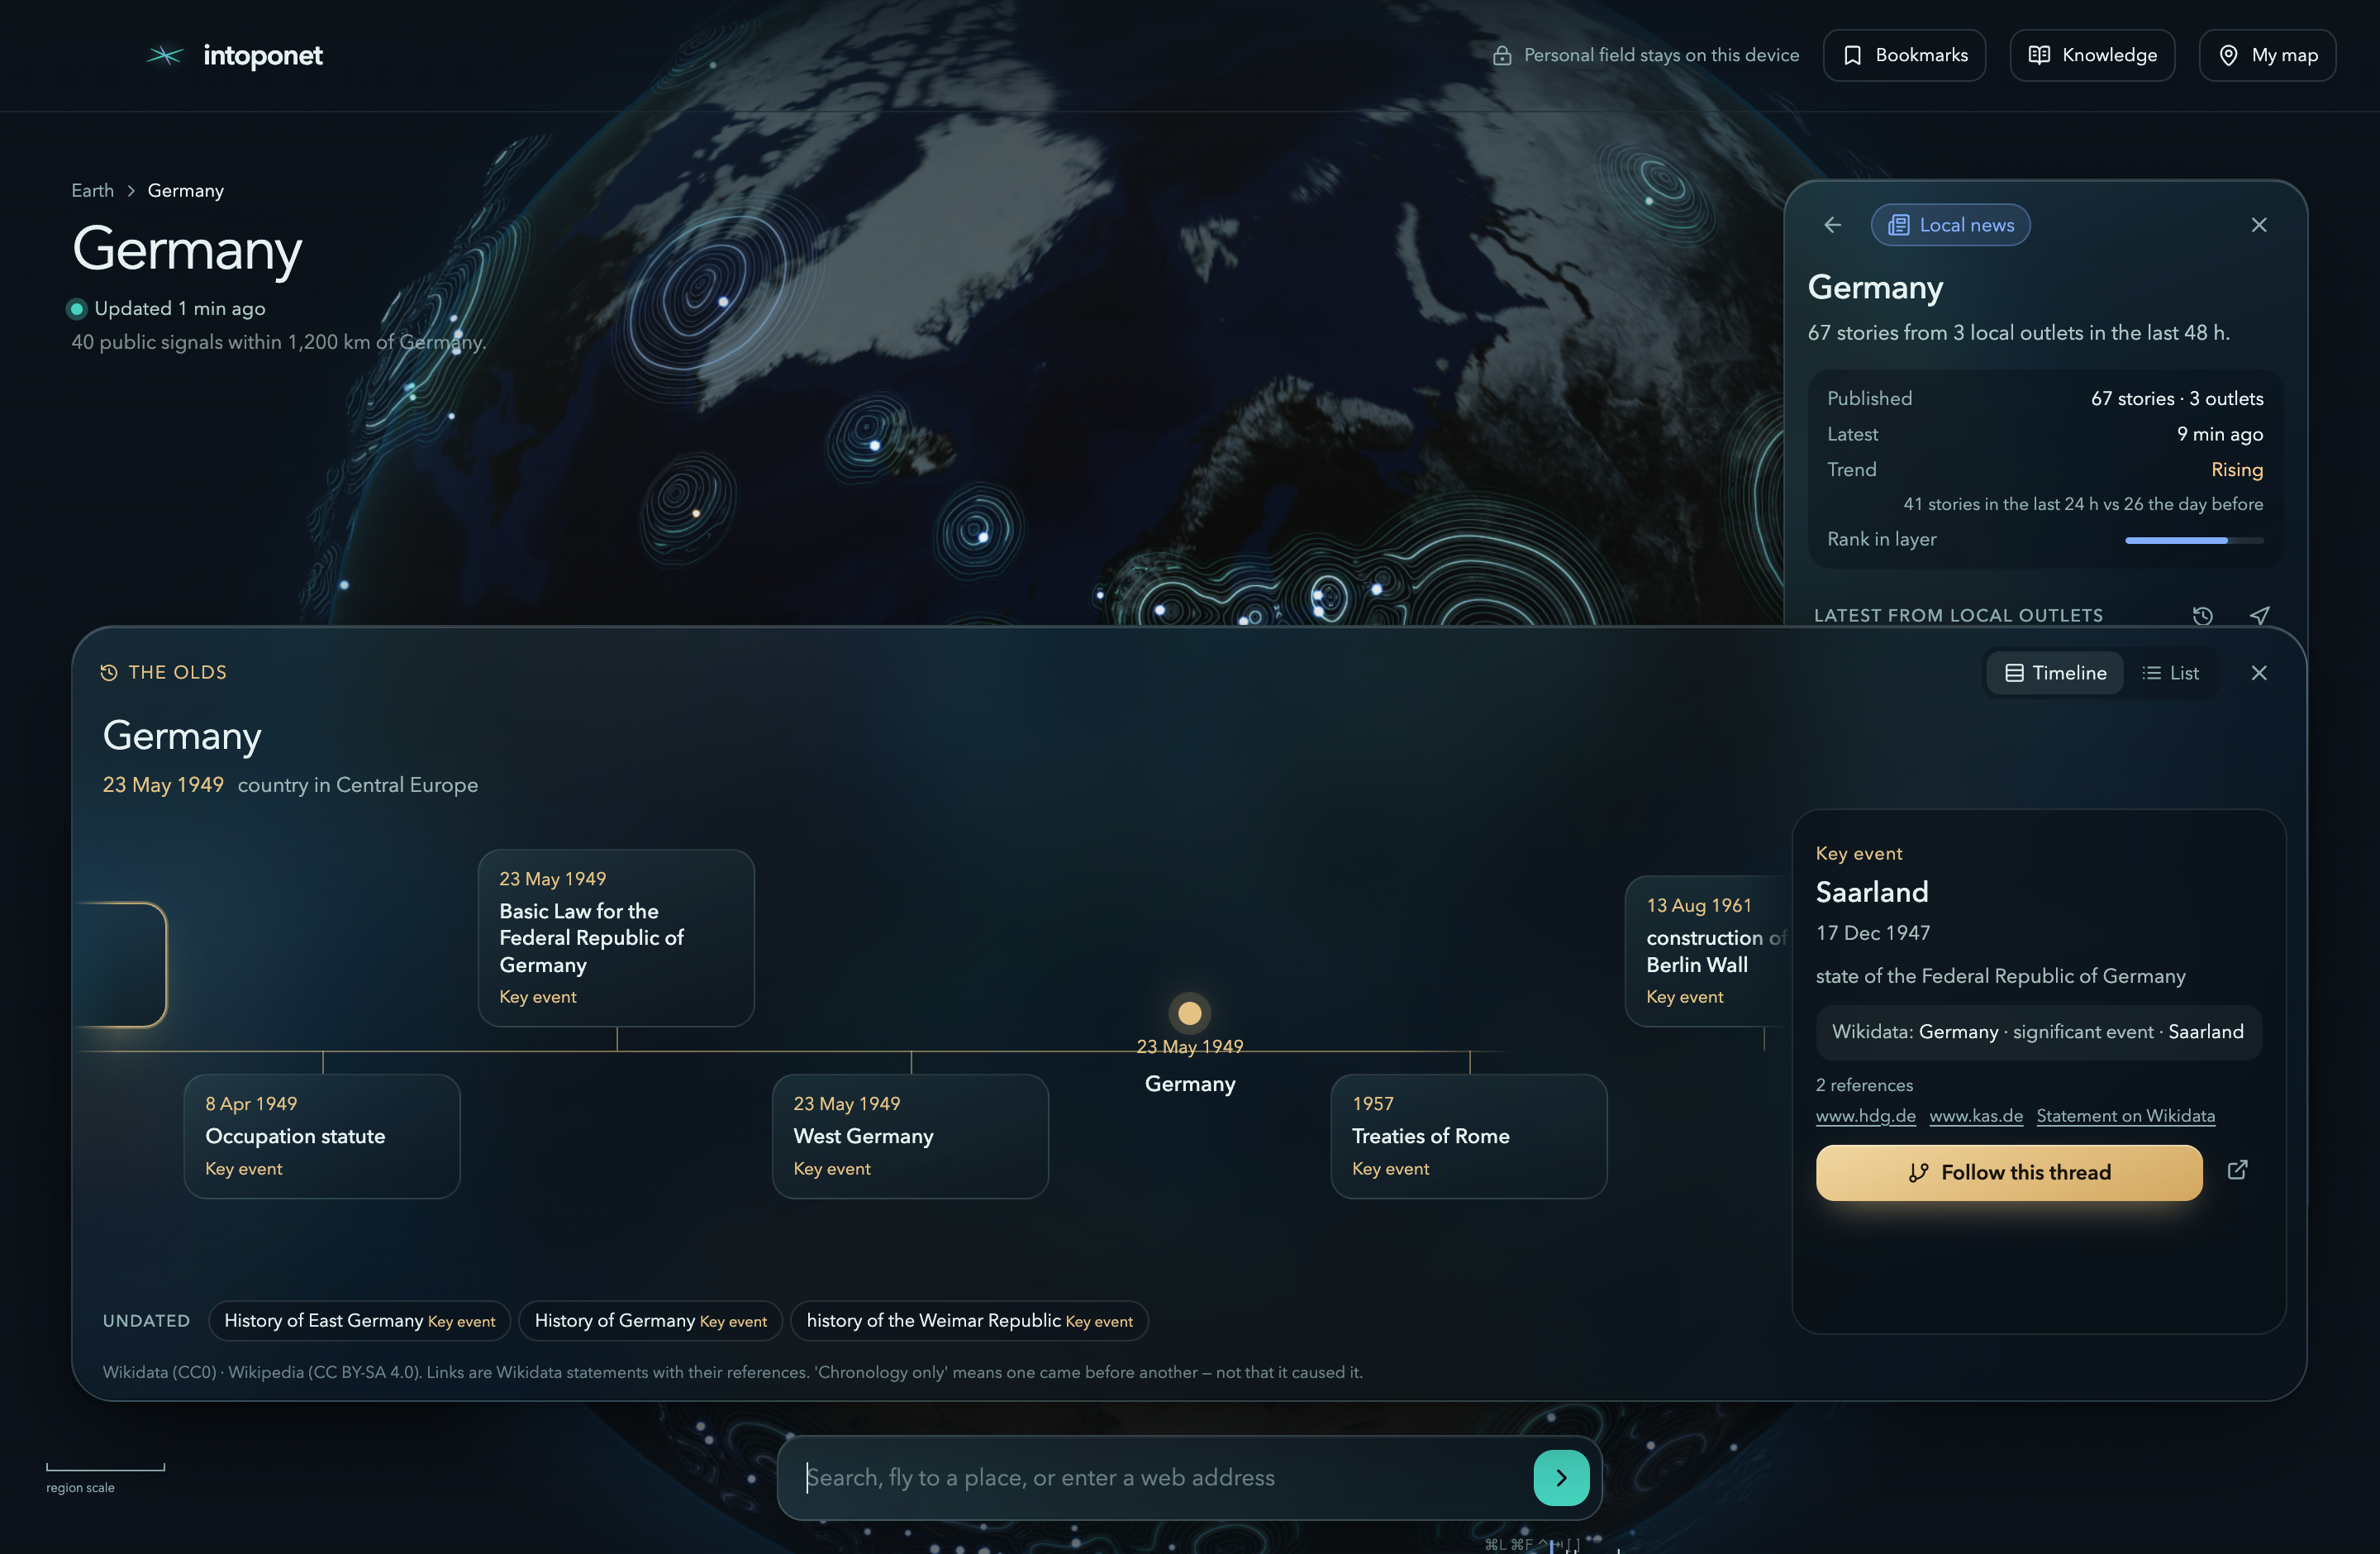 intoponet
Personal field stays on this device
Bookmarks
Knowledge
My map
Earth > Germany
Germany
Updated 1 min ago
40 public signals within 1,200 km of Germany.
Local news
Germany
67 stories from 3 local outlets in the last 48 h.
Published 67 stories · 3 outlets
Latest 9 min ago
Trend Rising
41 stories in the last 24 h vs 26 the day before
Rank in layer
LATEST FROM LOCAL OUTLETS
THE OLDS
Timeline
List
Germany
23 May 1949 country in Central Europe
23 May 1949
Basic Law for the
Federal Republic of
Germany
Key event
8 Apr 1949
Occupation statute
Key event
23 May 1949
West Germany
Key event
23 May 1949
Germany
1957
Treaties of Rome
Key event
13 Aug 1961
construction of
Berlin Wall
Key event
Key event
Saarland
17 Dec 1947
state of the Federal Republic of Germany
Wikidata: Germany · significant event · Saarland
2 references
www.hdg.de www.kas.de Statement on Wikidata
Follow this thread
UNDATED
History of East Germany Key event
History of Germany Key event
history of the Weimar Republic Key event
Wikidata (CC0) · Wikipedia (CC BY-SA 4.0). Links are Wikidata statements with their references. 'Chronology only' means one came before another – not that it caused it.
region scale
Search, fly to a place, or enter a web address
⌘L ⌘F